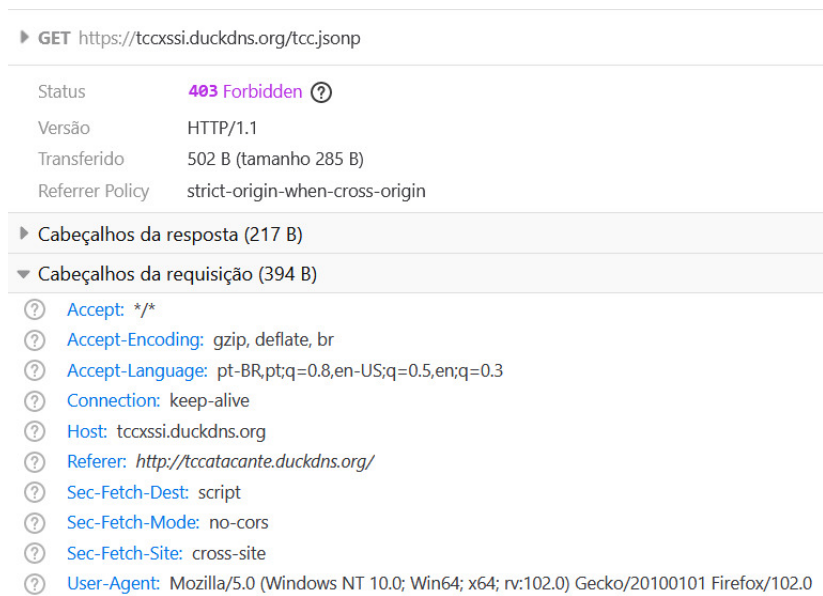 GET https://tccxssi.duckdns.org/tcc.jsonp
Status 403 Forbidden
Versão HTTP/1.1
Transferido 502 B (tamanho 285 B)
Referrer Policy strict-origin-when-cross-origin
Cabeçalhos da resposta (217 B)
Cabeçalhos da requisição (394 B)
Accept: */*
Accept-Encoding: gzip, deflate, br
Accept-Language: pt-BR,pt;q=0.8,en-US;q=0.5,en;q=0.3
Connection: keep-alive
Host: tccxssi.duckdns.org
Referer: http://tccatacante.duckdns.org/
Sec-Fetch-Dest: script
Sec-Fetch-Mode: no-cors
Sec-Fetch-Site: cross-site
User-Agent: Mozilla/5.0 (Windows NT 10.0; Win64; x64; rv:102.0) Gecko/20100101 Firefox/102.0